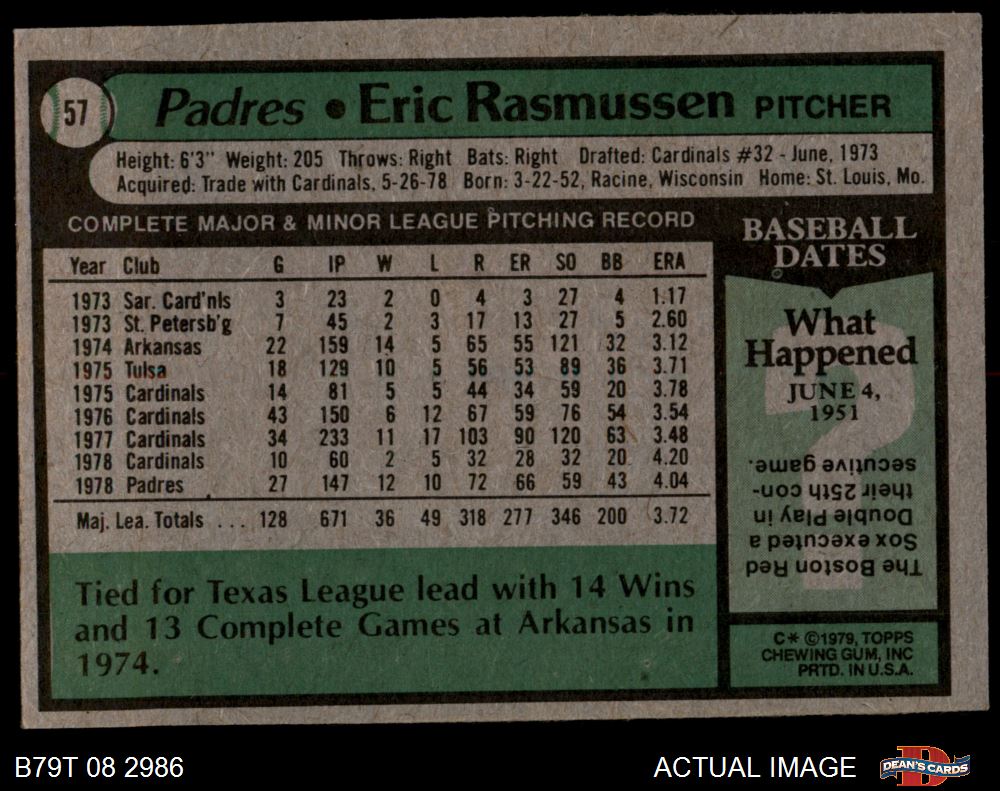 57
Padres • Eric Rasmussen PITCHER
Height: 6'3" Weight: 205 Throws: Right Bats: Right Drafted: Cardinals #32 - June, 1973
Acquired: Trade with Cardinals, 5-26-78 Born: 3-22-52, Racine, Wisconsin Home: St. Louis, Mo.
COMPLETE MAJOR & MINOR LEAGUE PITCHING RECORD
Year Club G IP W L R ER SO BB ERA
1973 Sar. Card'nls 3 23 2 0 4 3 27 4 1.17
1973 St. Petersb'g 7 45 2 3 17 13 27 5 2.60
1974 Arkansas 22 159 14 5 65 55 121 32 3.12
1975 Tulsa 18 129 10 5 56 53 89 36 3.71
1975 Cardinals 14 81 5 5 44 34 59 20 3.78
1976 Cardinals 43 150 6 12 67 59 76 54 3.54
1977 Cardinals 34 233 11 17 103 90 120 63 3.48
1978 Cardinals 10 60 2 5 32 28 32 20 4.20
1978 Padres 27 147 12 10 72 66 59 43 4.04
Maj. Lea. Totals ... 128 671 36 49 318 277 346 200 3.72
Tied for Texas League lead with 14 Wins
and 13 Complete Games at Arkansas in
1974.
BASEBALL
DATES
What
Happened
JUNE 4,
1951
The Boston Red
Sox executed a
Double Play in
their 25th con-
secutive game.
C* ©1979, TOPPS
CHEWING GUM, INC
PRTD. IN U.S.A.
B79T 08 2986
ACTUAL IMAGE
DEAN'S CARDS